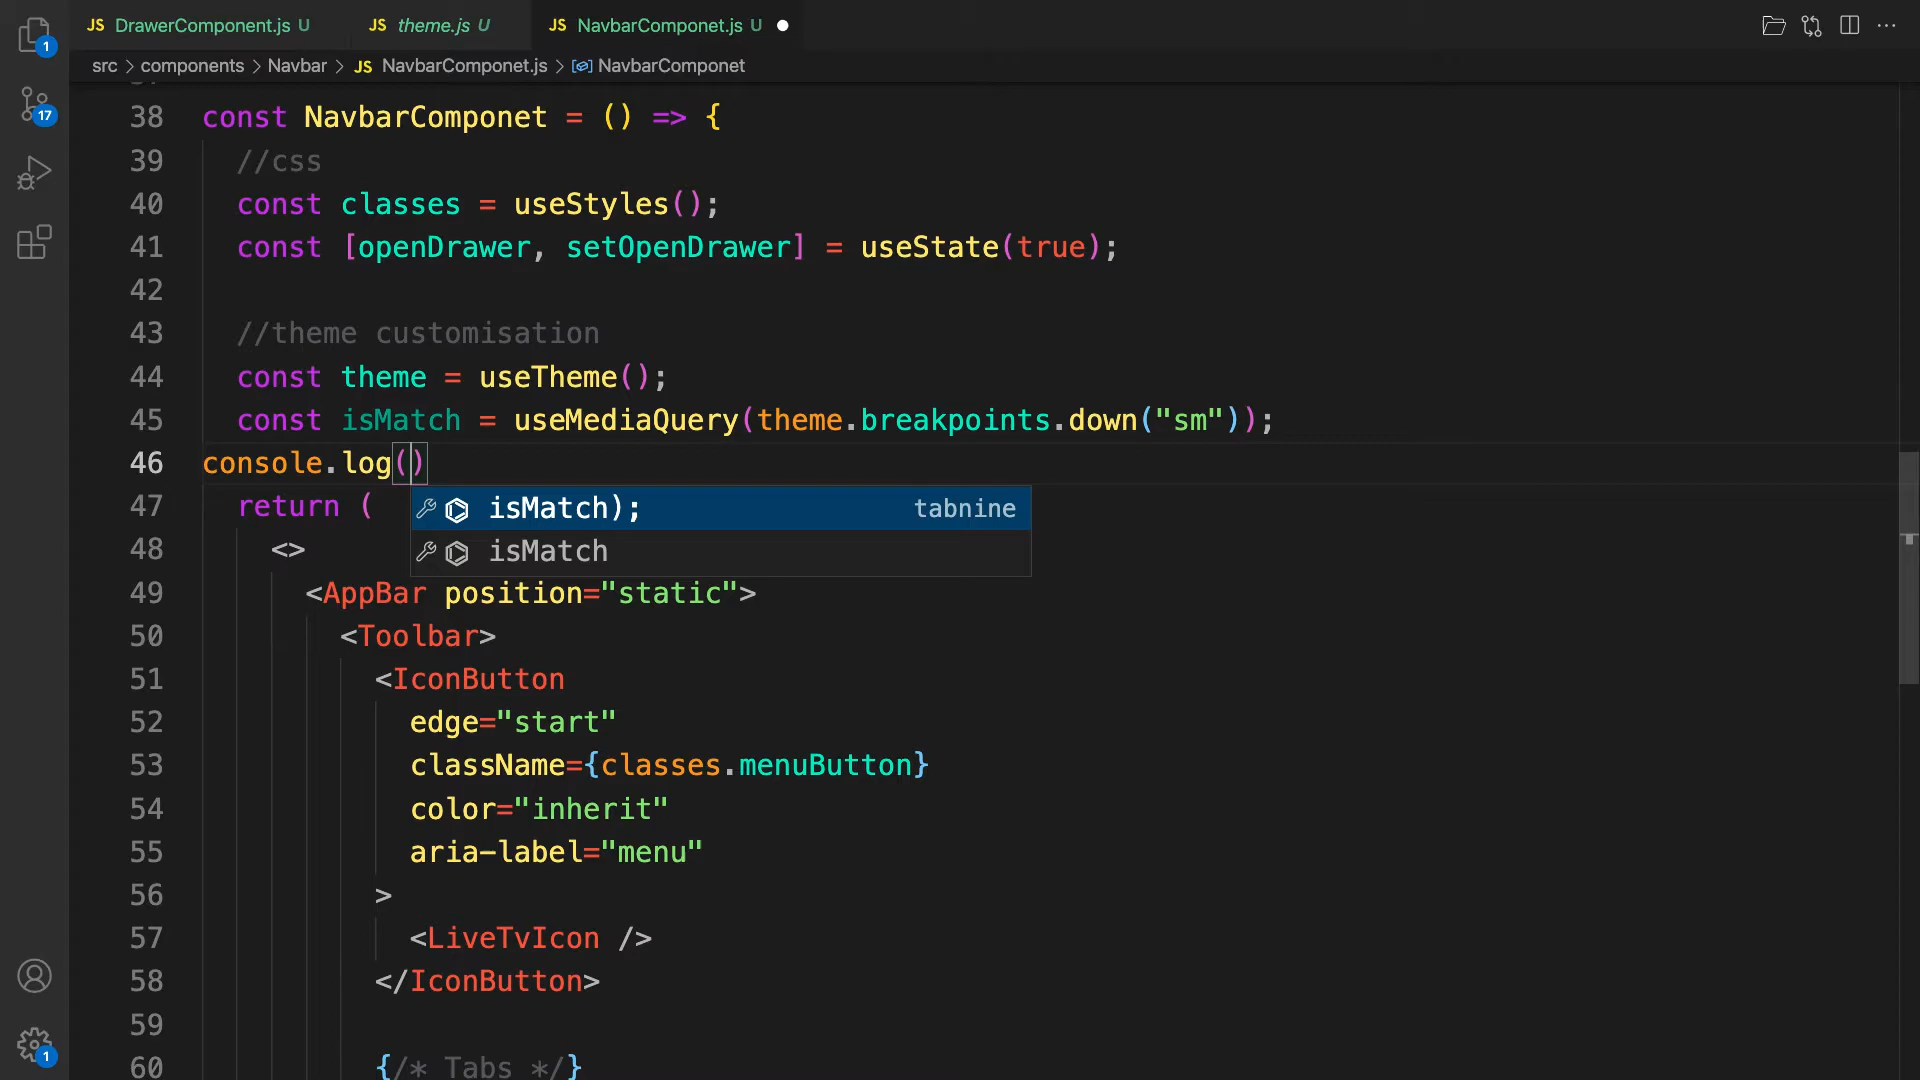 1
17
1
JS DrawerComponent.js U
JS theme.js U
JS NavbarComponet.js U
src > components > Navbar > JS NavbarComponet.js > NavbarComponet
38 const NavbarComponet = () => {
39 //css
40 const classes = useStyles();
41 const [openDrawer, setOpenDrawer] = useState(true);
42
43 //theme customisation
44 const theme = useTheme();
45 const isMatch = useMediaQuery(theme.breakpoints.down("sm"));
46 console.log()
isMatch); tabnine
isMatch
47 return (
48 <>
49 <AppBar position="static">
50 <Toolbar>
51 <IconButton
52 edge="start"
53 className={classes.menuButton}
54 color="inherit"
55 aria-label="menu"
56 >
57 <LiveTvIcon />
58 </IconButton>
59
60 {/* Tabs */}